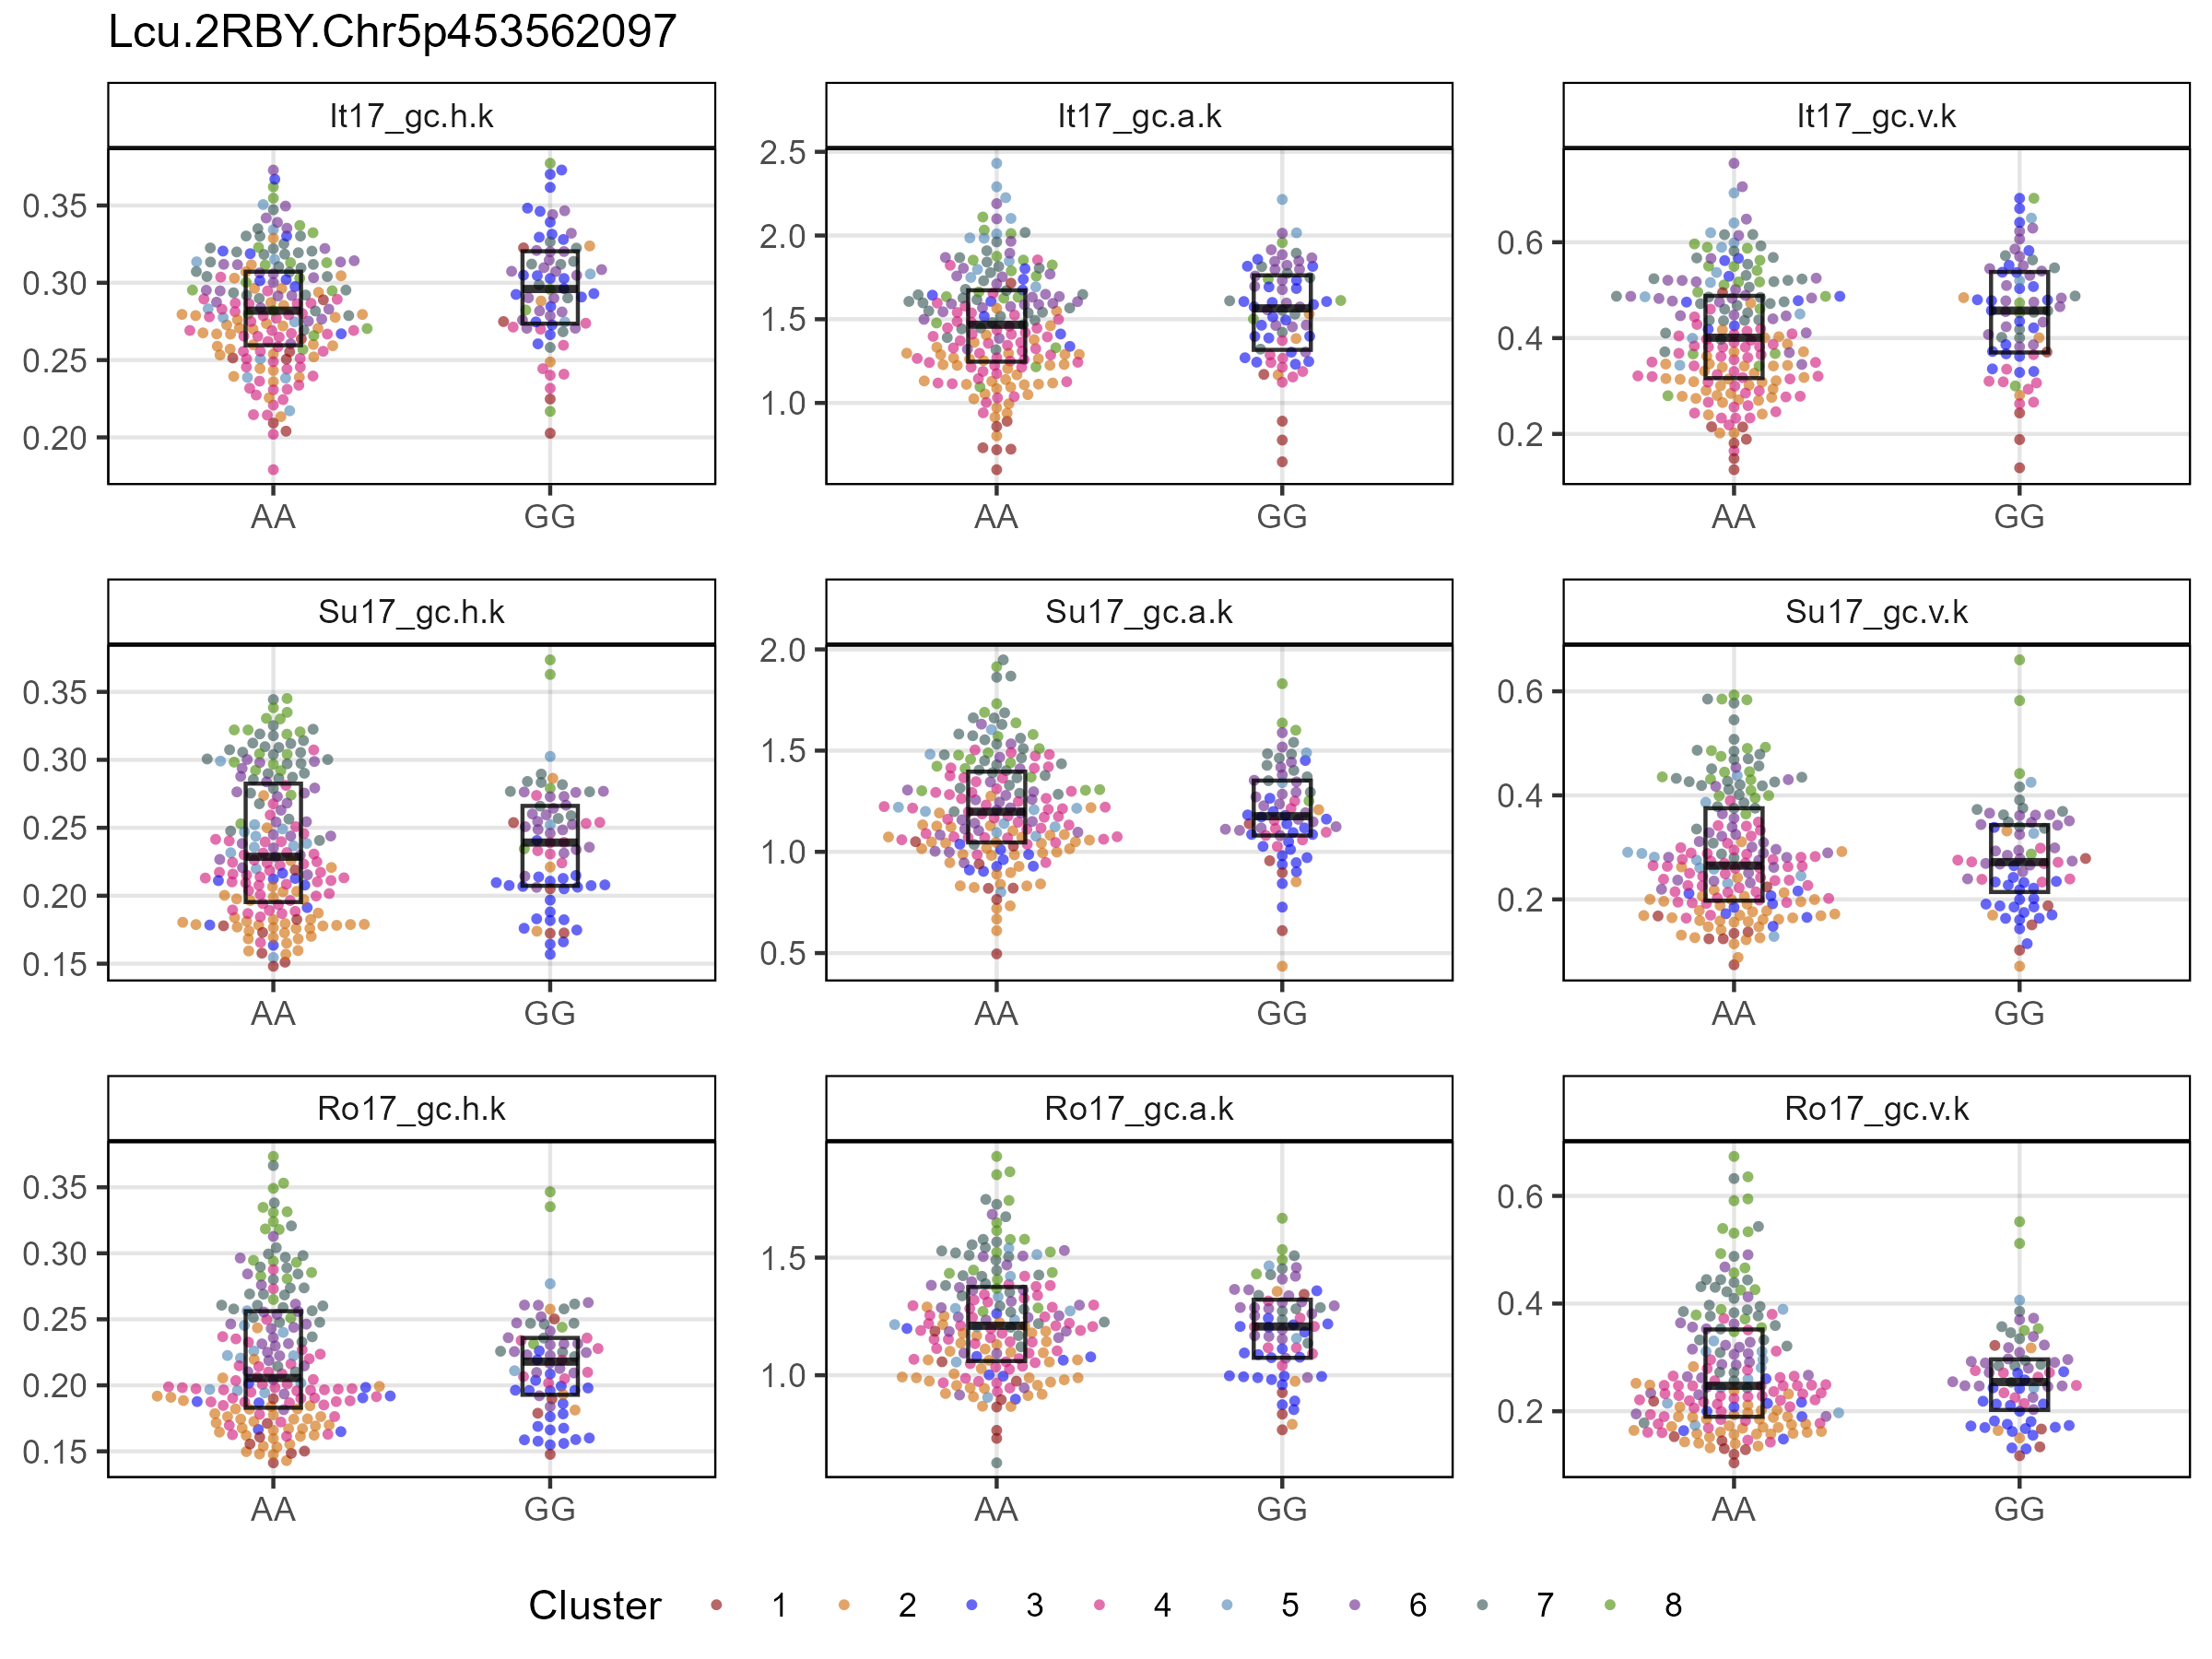 Lcu.2RBY.Chr5p453562097
It17_gc.h.k
It17_gc.a.k
It17_gc.v.k
0.35
0.30
0.25
0.20
2.5
2.0
1.5
1.0
0.6
0.4
0.2
AA
GG
AA
GG
AA
GG
Su17_gc.h.k
Su17_gc.a.k
Su17_gc.v.k
0.35
0.30
0.25
0.20
0.15
2.0
1.5
1.0
0.5
0.6
0.4
0.2
AA
GG
AA
GG
AA
GG
Ro17_gc.h.k
Ro17_gc.a.k
Ro17_gc.v.k
0.35
0.30
0.25
0.20
0.15
1.5
1.0
0.6
0.4
0.2
AA
GG
AA
GG
AA
GG
Cluster 1 2 3 4 5 6 7 8